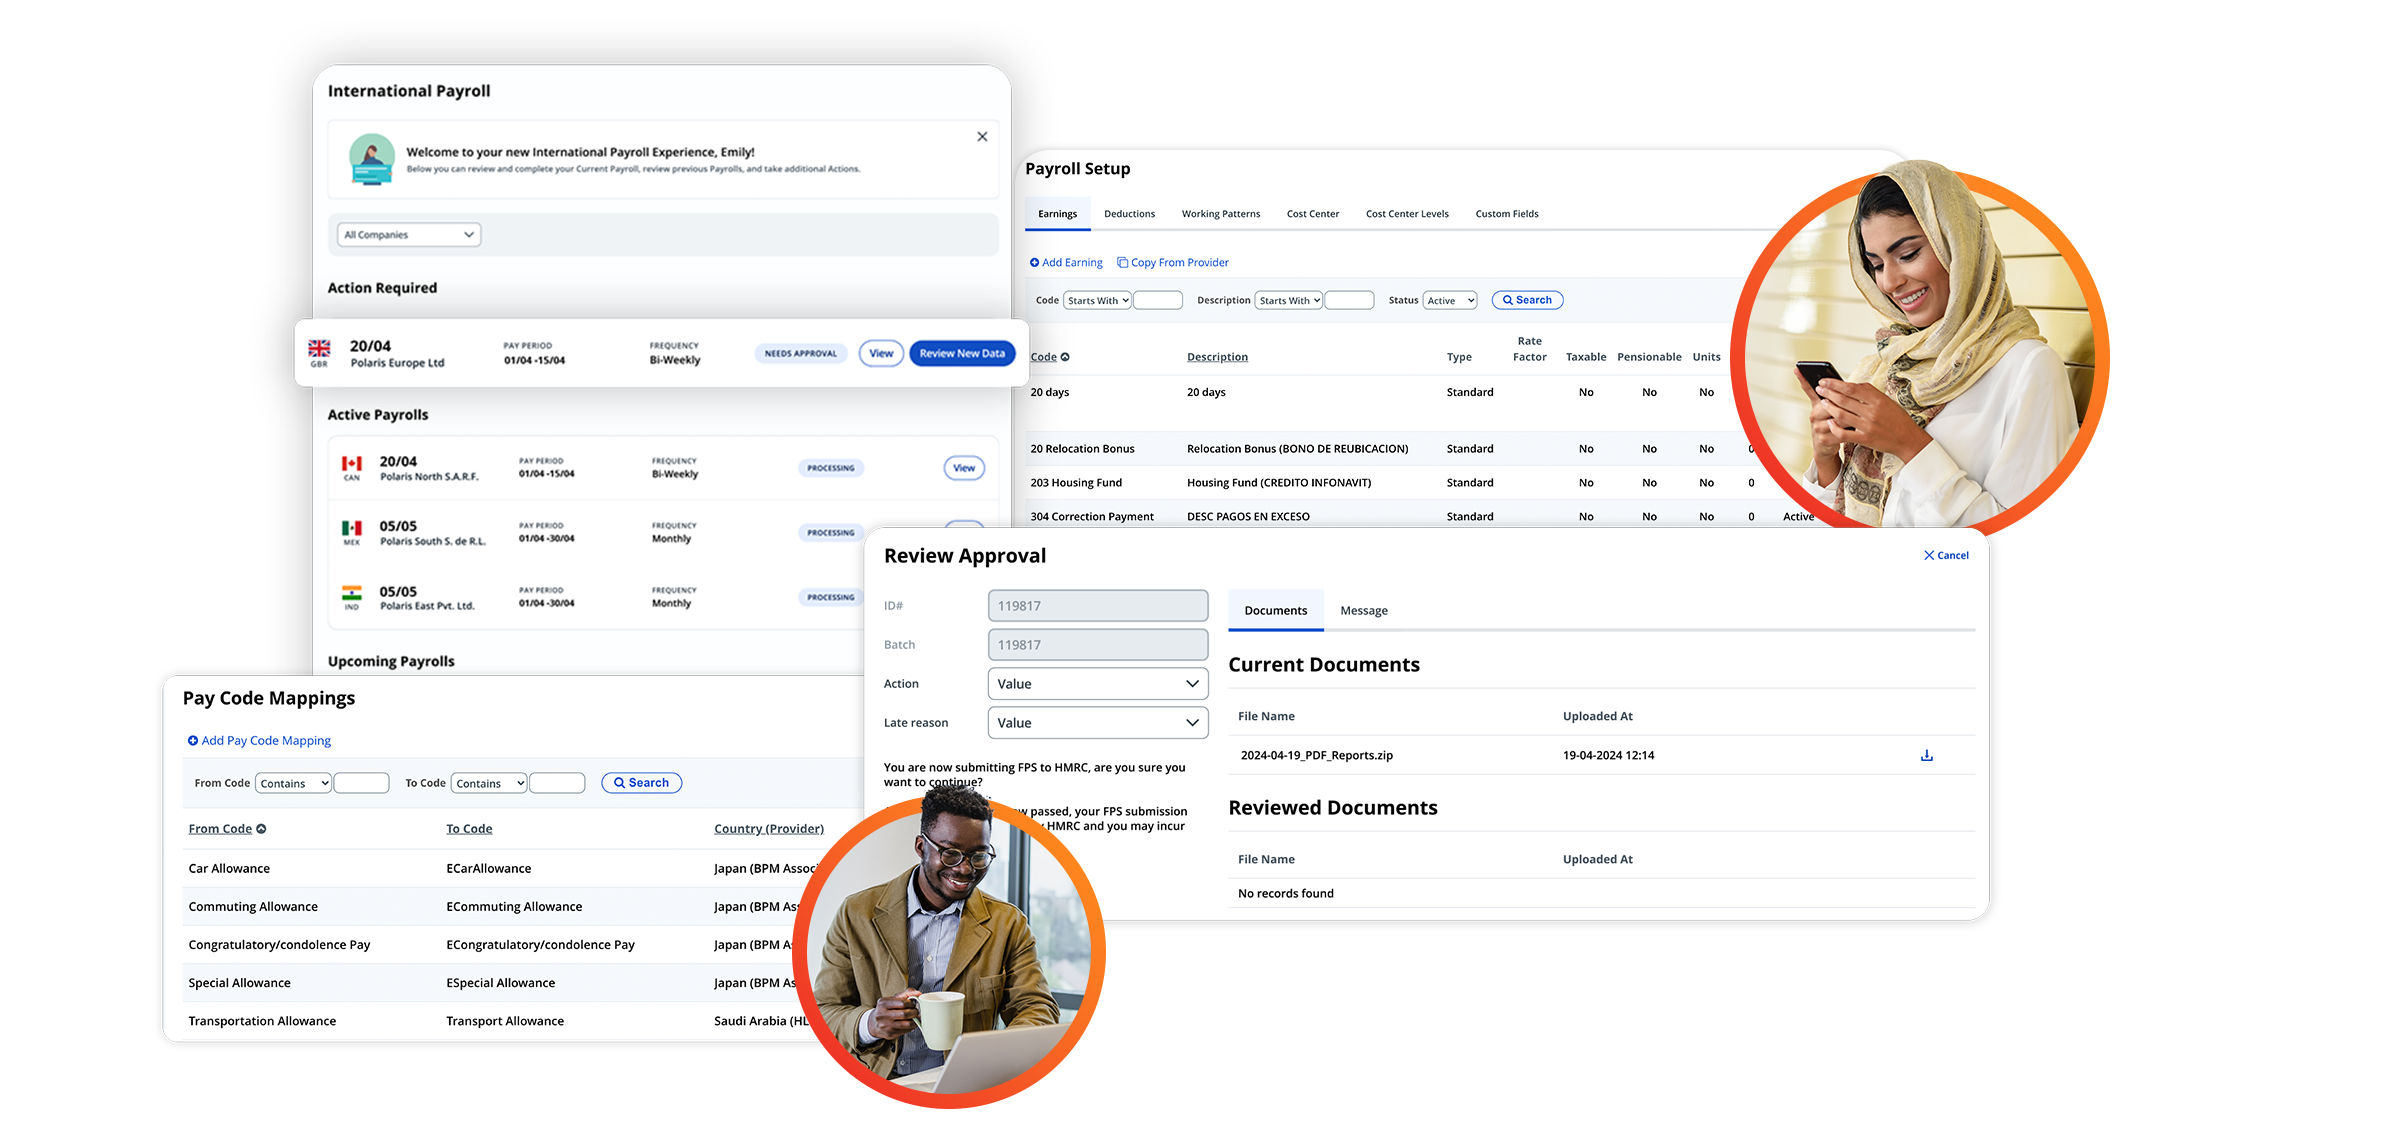 International Payroll
Welcome to your new International Payroll Experience, Emily!
Below you can review and complete your Current Payroll, review previous Payrolls, and take additional Actions.
All Companies
Action Required
GBR
20/04
Polaris Europe Ltd
PAY PERIOD
01/04 -15/04
FREQUENCY
Bi-Weekly
NEEDS APPROVAL
View
Review New Data
Active Payrolls
CAN
20/04
Polaris North S.A.R.F.
PAY PERIOD
01/04 -15/04
FREQUENCY
Bi-Weekly
PROCESSING
View
MEX
05/05
Polaris South S. de R.L.
PAY PERIOD
01/04 -30/04
FREQUENCY
Monthly
PROCESSING
IND
05/05
Polaris East Pvt. Ltd.
PAY PERIOD
01/04 -30/04
FREQUENCY
Monthly
PROCESSING
Upcoming Payrolls
Payroll Setup
Earnings Deductions Working Patterns Cost Center Cost Center Levels Custom Fields
Add Earning Copy From Provider
Code Starts With Description Starts With Status Active Search
Code Description Type Rate Factor Taxable Pensionable Units
20 days 20 days Standard No No No
20 Relocation Bonus Relocation Bonus (BONO DE REUBICACION) Standard No No No 0
203 Housing Fund Housing Fund (CREDITO INFONAVIT) Standard No No No 0
304 Correction Payment DESC PAGOS EN EXCESO Standard No No No 0 Active
Review Approval
Cancel
ID# 119817
Batch 119817
Action Value
Late reason Value
You are now submitting FPS to HMRC, are you sure you
want to continue?
passed, your FPS submission
HMRC and you may incur
Documents Message
Current Documents
File Name Uploaded At
2024-04-19_PDF_Reports.zip 19-04-2024 12:14
Reviewed Documents
File Name Uploaded At
No records found
Pay Code Mappings
Add Pay Code Mapping
From Code Contains To Code Contains Search
From Code To Code Country (Provider)
Car Allowance ECarAllowance Japan (BPM
Commuting Allowance ECommuting Allowance Japan (BPM
Congratulatory/condolence Pay ECongratulatory/condolence Pay Japan (BPM
Special Allowance ESpecial Allowance Japan (BPM
Transportation Allowance Transport Allowance Saudi Arabia